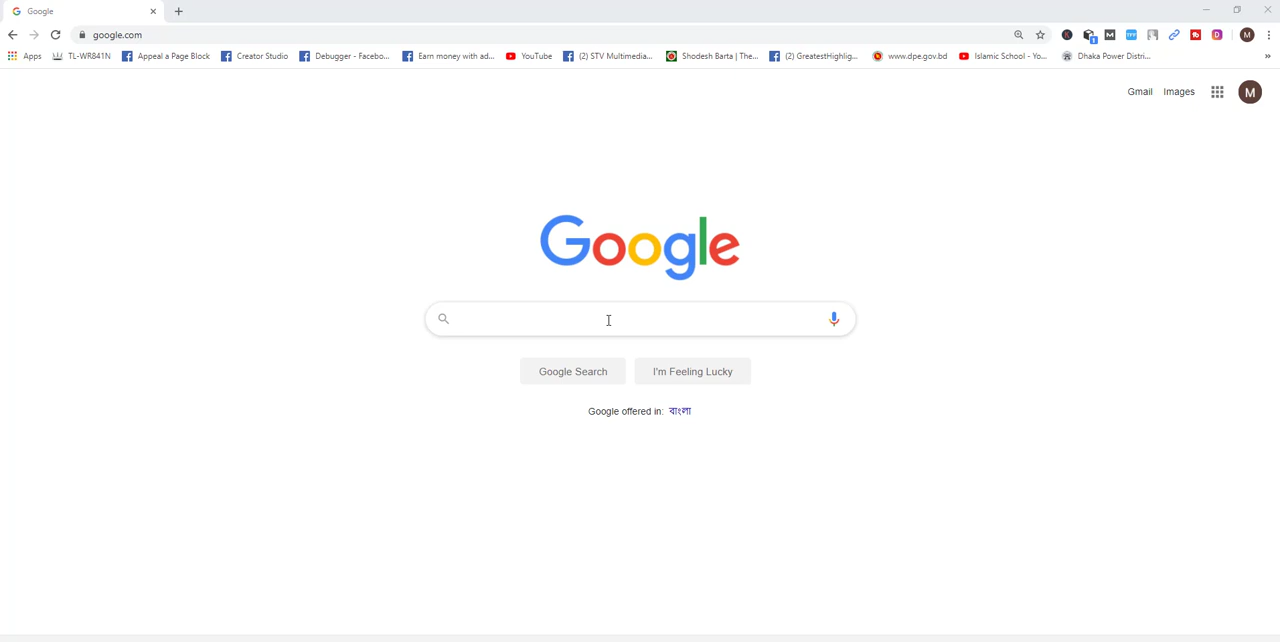 Google
google.com
M
Apps TL-WR841N Appeal a Page Block Creator Studio Debugger - Facebo... Earn money with ad... YouTube (2) STV Multimedia... Shodesh Barta | The... (2) GreatestHighlig... www.dpe.gov.bd Islamic School - Yo... Dhaka Power Distri... »
Gmail Images M
Google
Google Search I'm Feeling Lucky
Google offered in: বাংলা